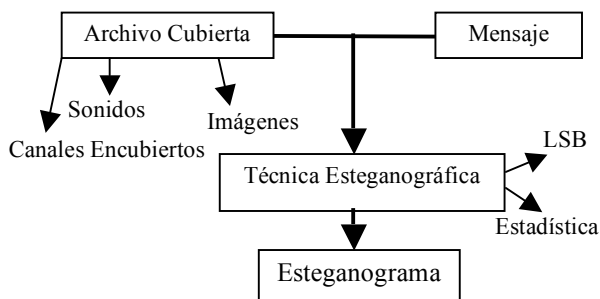 Archivo Cubierta
Mensaje
Sonidos
Imágenes
Canales Encubiertos
LSB
Técnica Esteganográfica
Estadística
Esteganograma